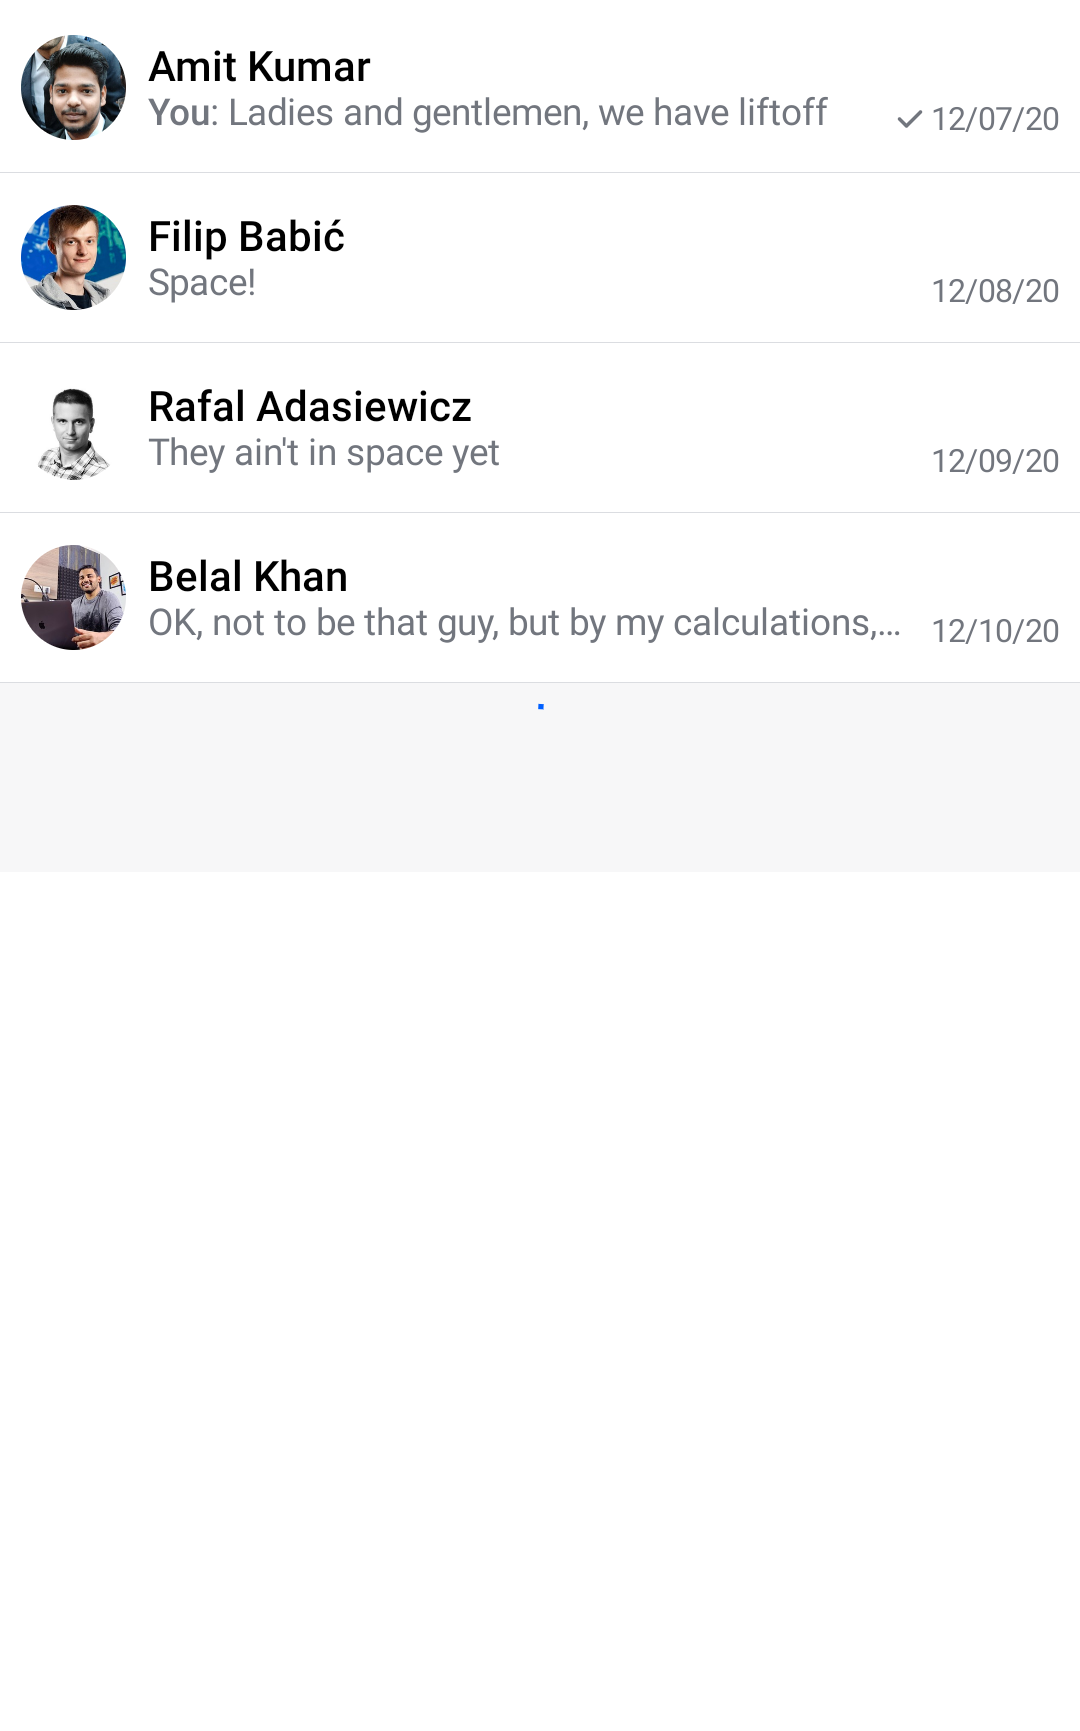 Amit Kumar
You: Ladies and gentlemen, we have liftoff
12/07/20
Filip Babić
Space!
12/08/20
Rafal Adasiewicz
They ain't in space yet
12/09/20
Belal Khan
OK, not to be that guy, but by my calculations,...
12/10/20